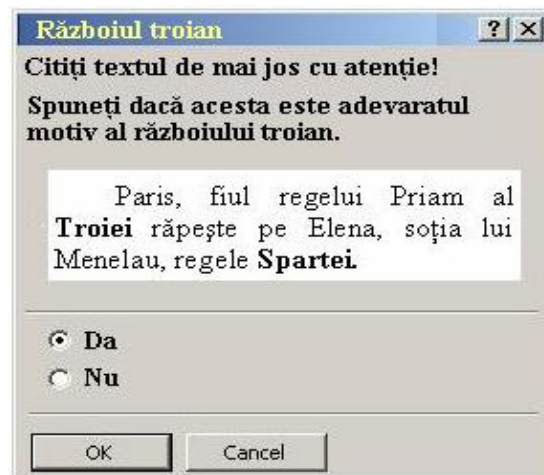 Războiul troian
Citiți textul de mai jos cu atenție!
Spuneți dacă acesta este adevaratul
motiv al războiului troian.
Paris, fiul regelui Priam al
Troiei răpește pe Elena, soția lui
Menelau, regele Spartei.
Da
Nu
OK Cancel